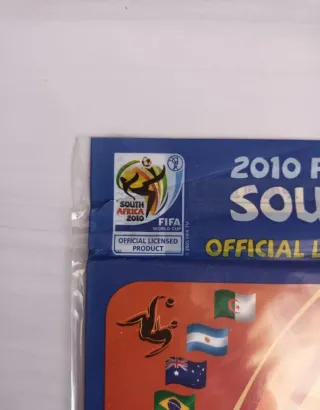 SOUTH
AFRICA
2010
FIFA
WORLD CUP
OFFICIAL LICENSED
PRODUCT
2010 F
SOU
OFFICIAL L